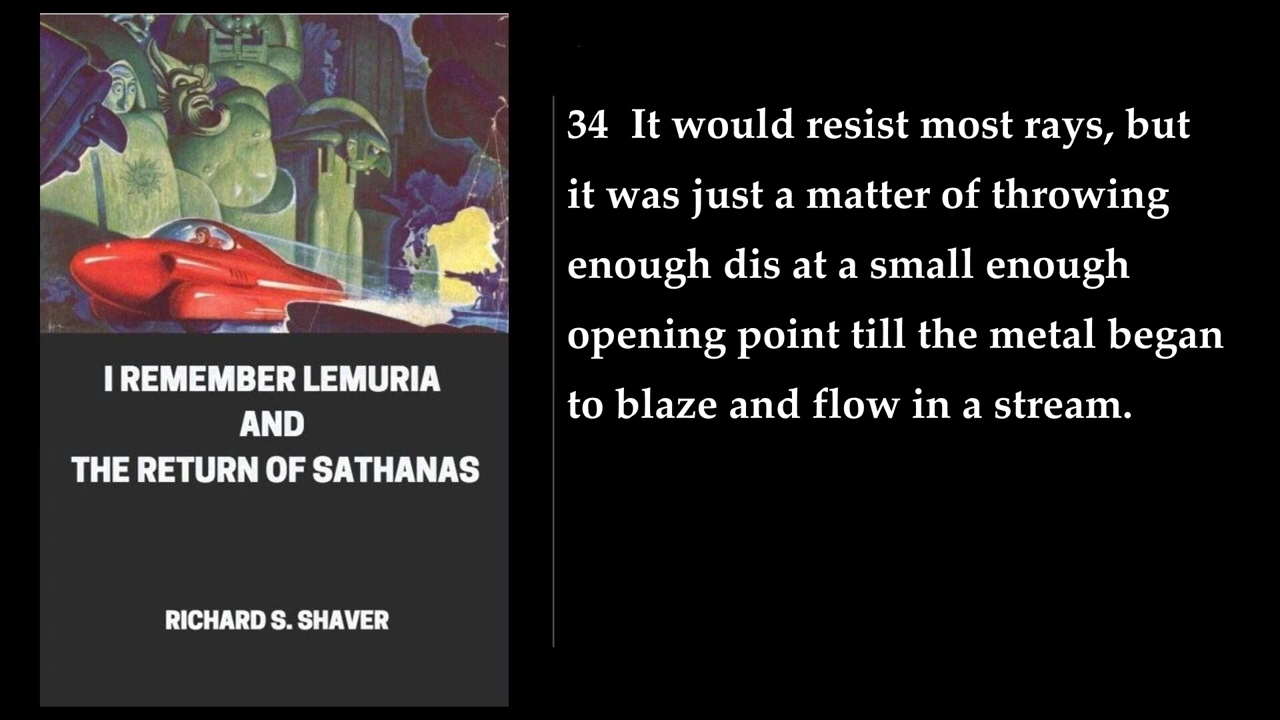 I REMEMBER LEMURIA
AND
THE RETURN OF SATHANAS
RICHARD S. SHAVER
34 It would resist most rays, but
it was just a matter of throwing
enough dis at a small enough
opening point till the metal began
to blaze and flow in a stream.